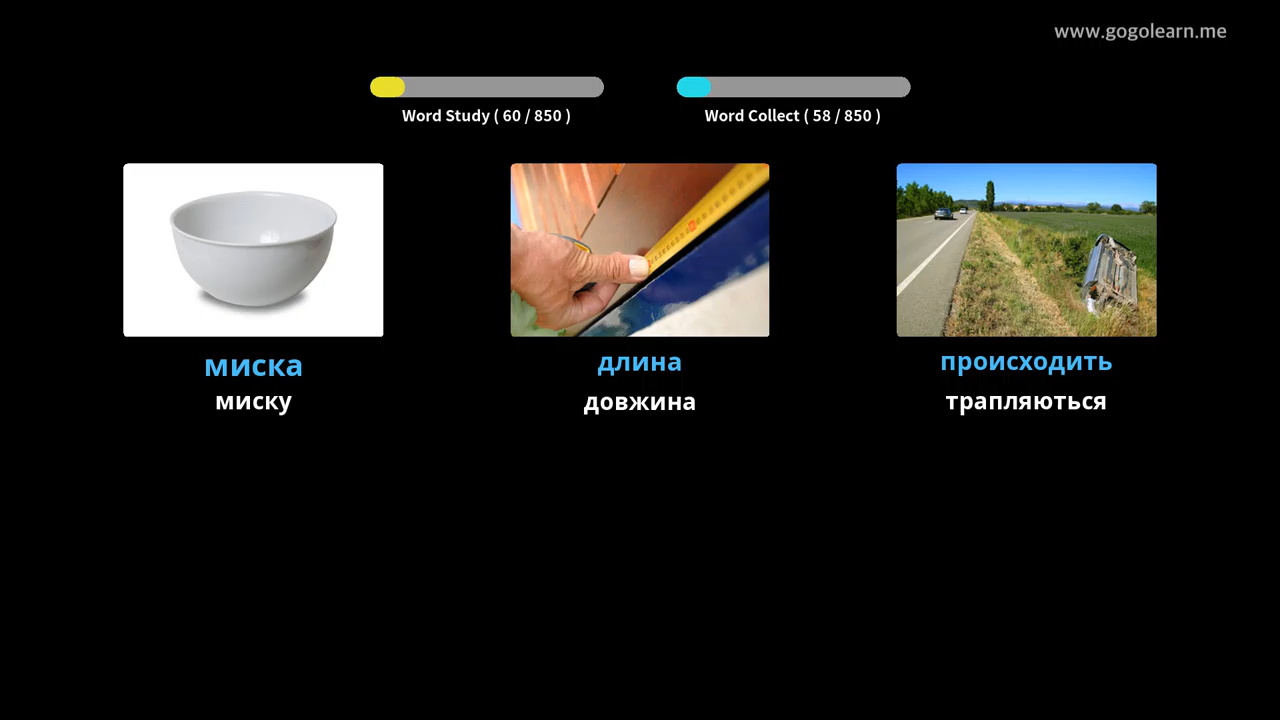 www.gogolearn.me
Word Study ( 60 / 850 )
Word Collect ( 58 / 850 )
миска
миску
длина
довжина
происходить
трапляються